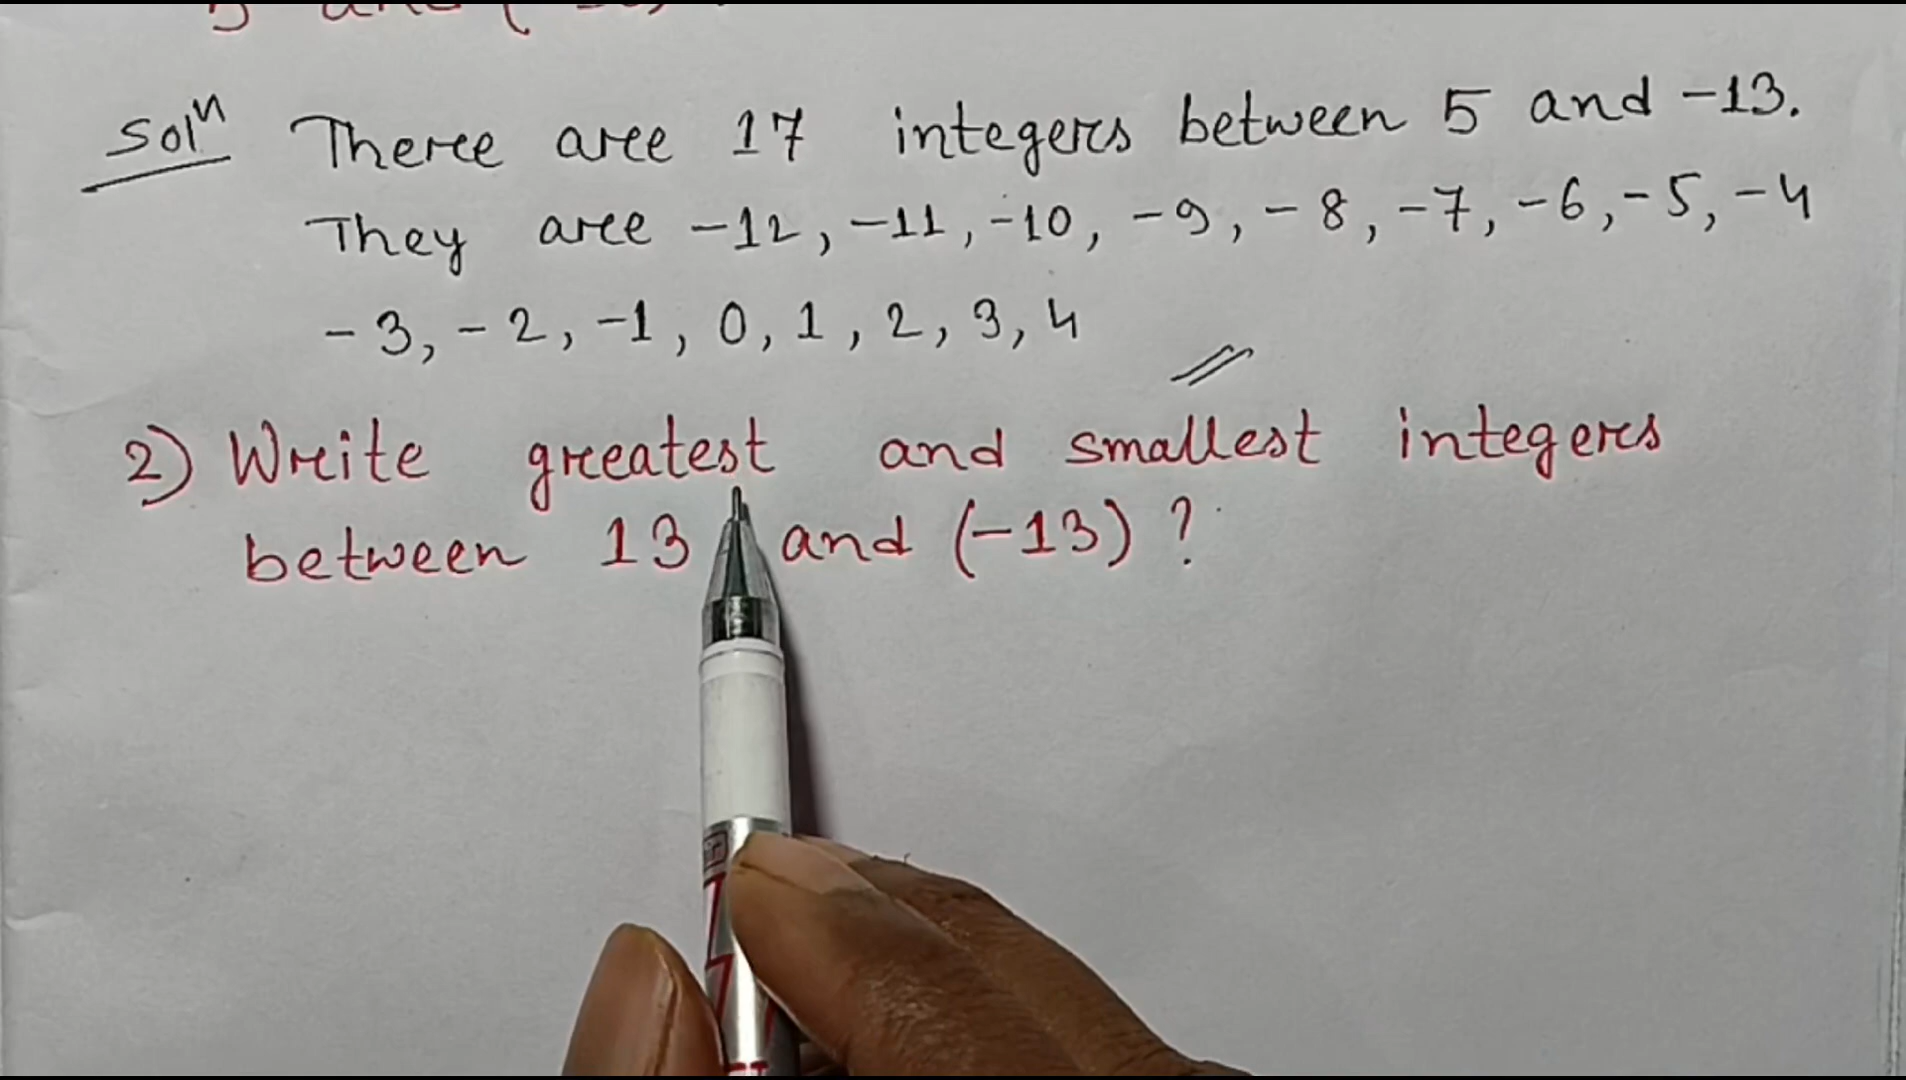 Solⁿ There are 17 integers between 5 and -13.
They are -12, -11, -10, -9, -8, -7, -6, -5, -4
-3, -2, -1, 0, 1, 2, 3, 4
2) Write greatest and smallest integers
between 13 and (-13) ?